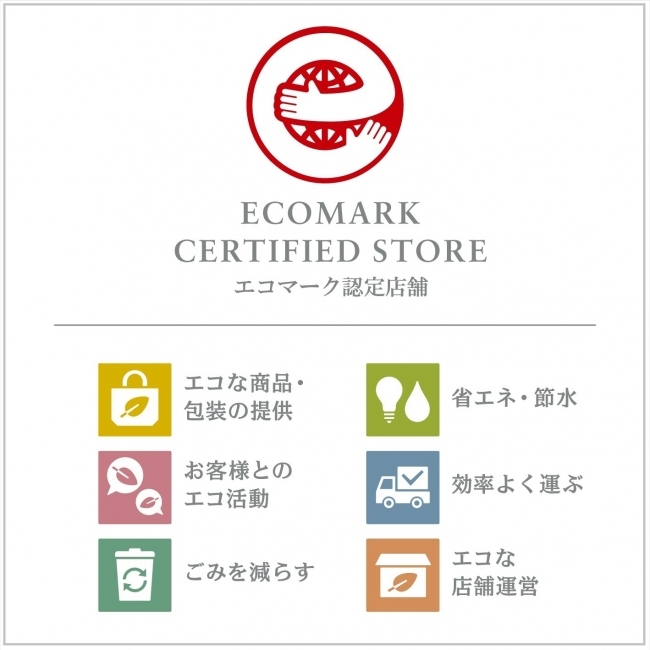 ECOMARK
CERTIFIED STORE
エコマーク認定店舗
エコな商品・
包装の提供
省エネ・節水
お客様との
エコ活動
効率よく運ぶ
ごみを減らす
エコな
店舗運営